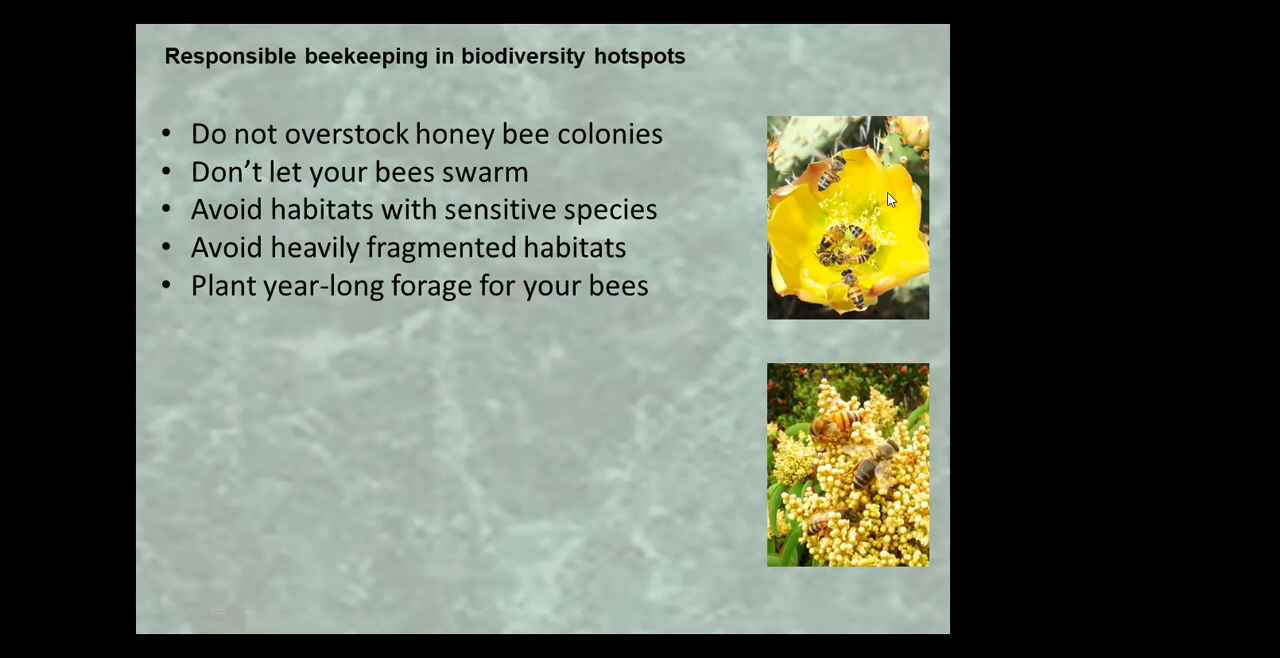 Responsible beekeeping in biodiversity hotspots
• Do not overstock honey bee colonies
• Don’t let your bees swarm
• Avoid habitats with sensitive species
• Avoid heavily fragmented habitats
• Plant year-long forage for your bees